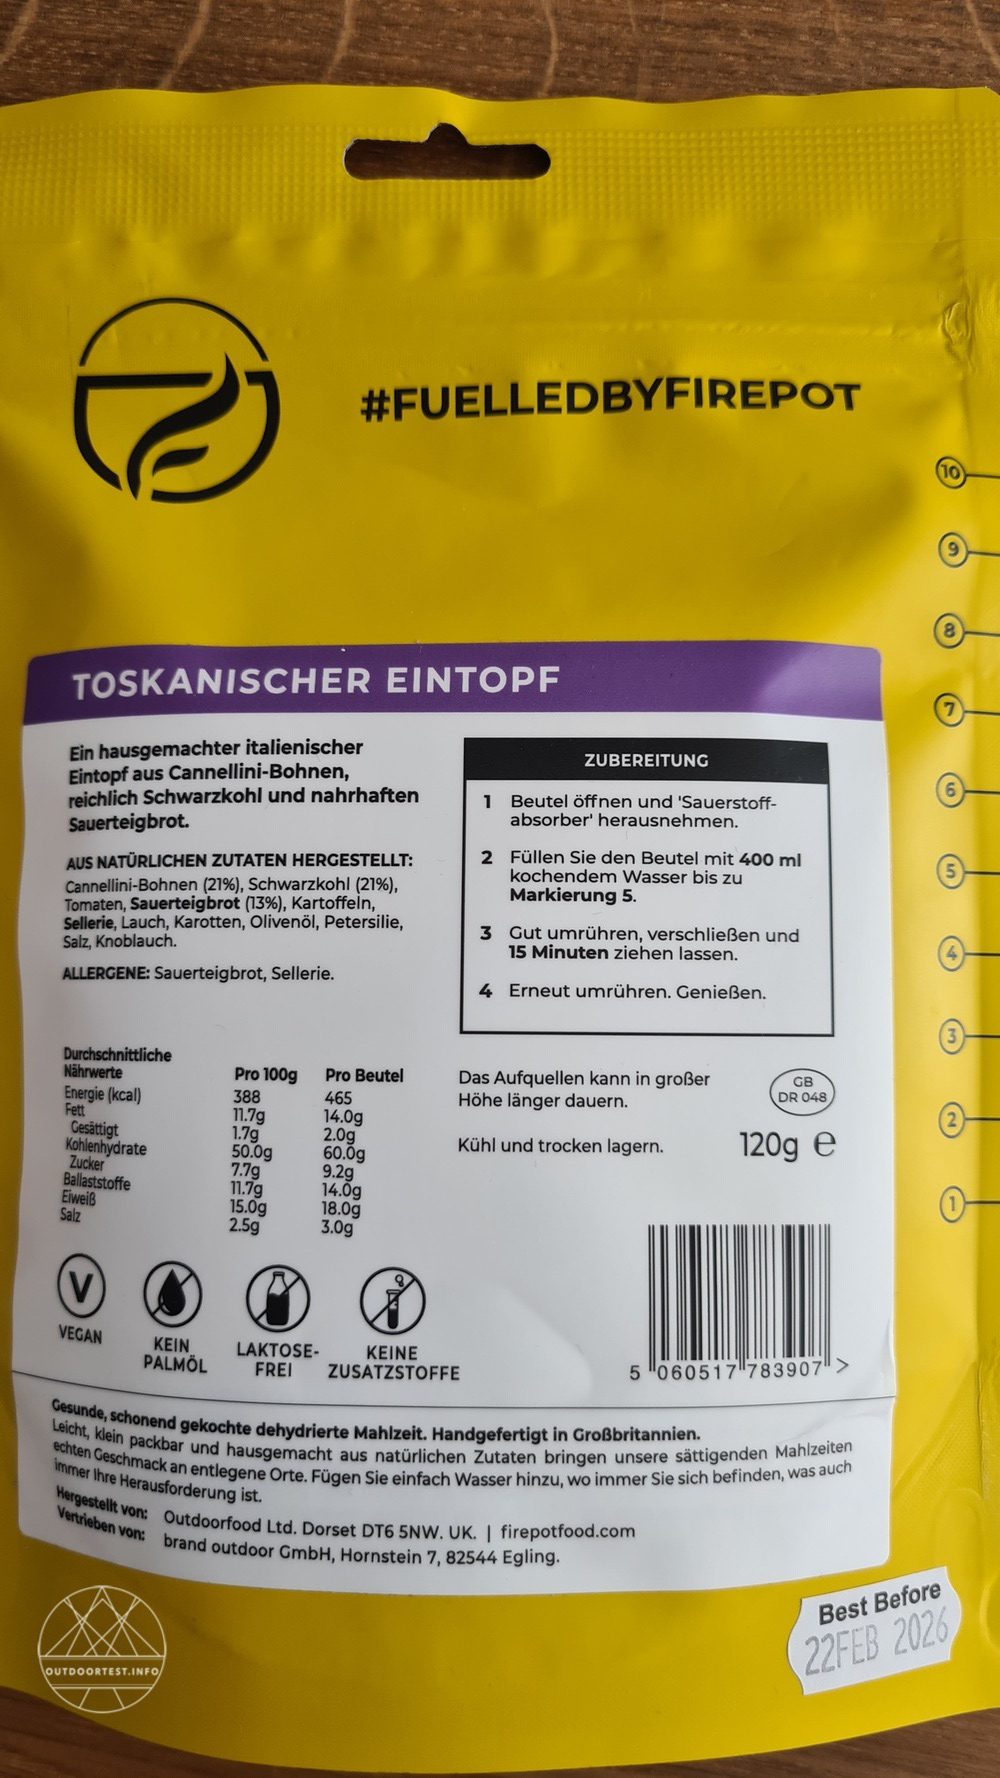 #FUELLEDBYFIREPOT
10
9
8
7
6
5
4
3
2
1
TOSKANISCHER EINTOPF
Ein hausgemachter italienischer
Eintopf aus Cannellini-Bohnen,
reichlich Schwarzkohl und nahrhaften
Sauerteigbrot.
AUS NATÜRLICHEN ZUTATEN HERGESTELLT:
Cannellini-Bohnen (21%), Schwarzkohl (21%),
Tomaten, Sauerteigbrot (13%), Kartoffeln,
Sellerie, Lauch, Karotten, Olivenöl, Petersilie,
Salz, Knoblauch.
ALLERGENE: Sauerteigbrot, Sellerie.
ZUBEREITUNG
1 Beutel öffnen und 'Sauerstoff-
absorber' herausnehmen.
2 Füllen Sie den Beutel mit 400 ml
kochendem Wasser bis zu
Markierung 5.
3 Gut umrühren, verschließen und
15 Minuten ziehen lassen.
4 Erneut umrühren. Genießen.
Durchschnittliche
Nährwerte Pro 100g Pro Beutel
Energie (kcal) 388 465
Fett 11.7g 14.0g
Gesättigt 1.7g 2.0g
Kohlenhydrate 50.0g 60.0g
Zucker 7.7g 9.2g
Ballaststoffe 11.7g 14.0g
Eiweiß 15.0g 18.0g
Salz 2.5g 3.0g
Das Aufquellen kann in großer
Höhe länger dauern.
GB
DR 048
Kühl und trocken lagern.
120g ℮
V
VEGAN
KEIN
PALMÖL
LAKTOSE-
FREI
KEINE
ZUSATZSTOFFE
5 060517 783907 >
Gesunde, schonend gekochte dehydrierte Mahlzeit. Handgefertigt in Großbritannien.
Leicht, klein packbar und hausgemacht aus natürlichen Zutaten bringen unsere sättigenden Mahlzeiten
echten Geschmack an entlegene Orte. Fügen Sie einfach Wasser hinzu, wo immer Sie sich befinden, was auch
immer Ihre Herausforderung ist.
Hergestellt von: Outdoorfood Ltd. Dorset DT6 5NW. UK. | firepotfood.com
Vertrieben von: brand outdoor GmbH, Hornstein 7, 82544 Egling.
Best Before
22FEB 2026
OUTDOORTEST.INFO